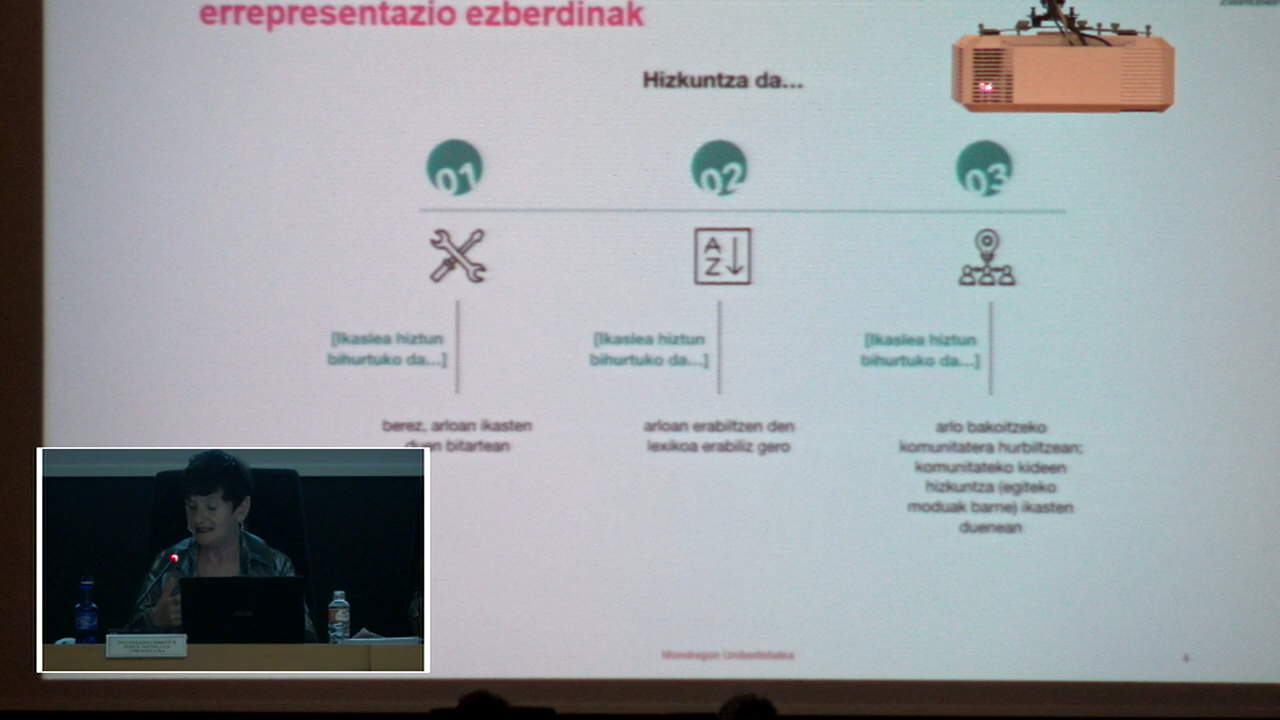 errepresentazio ezberdinak
Hizkuntza da...
01
02
03
A
Z
[Ikaslea hiztun
bihurtuko da...]
[Ikaslea hiztun
bihurtuko da...]
[Ikaslea hiztun
bihurtuko da...]
berez, arloan ikasten
duen bitartean
arloan erabiltzen den
lexikoa erabiliz gero
arlo bakoitzeko
komunitatera hurbiltzean;
komunitateko kideen
hizkuntza (egiteko
moduak barne) ikasten
duenean
Mondragon Unibertsitatea